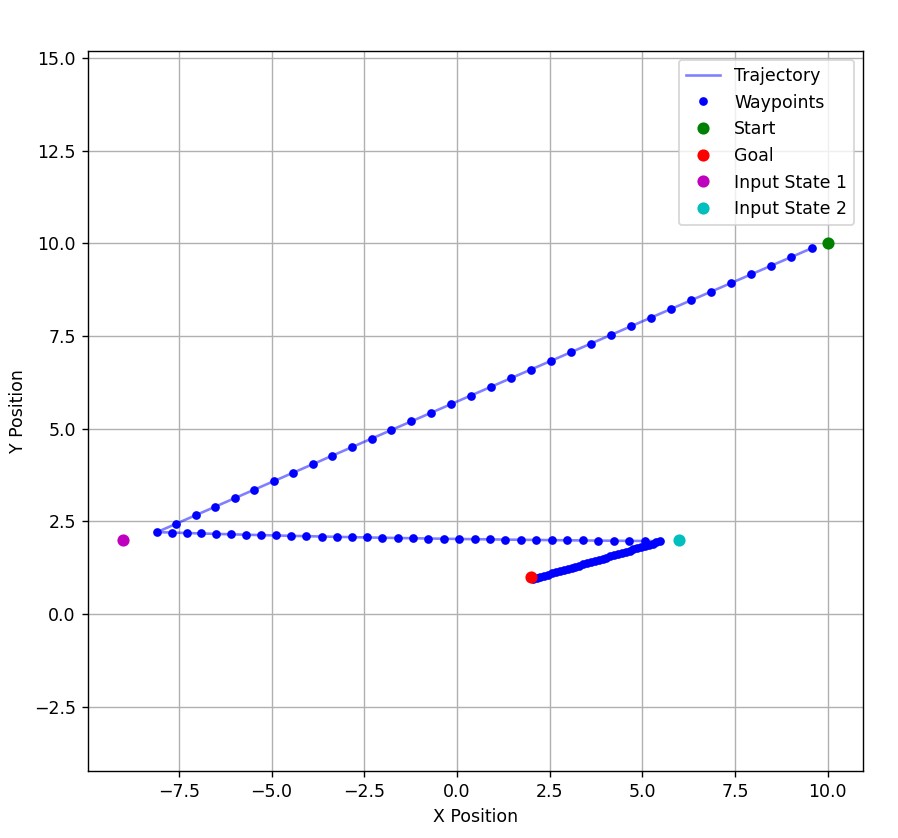 Trajectory
Waypoints
Start
Goal
Input State 1
Input State 2
15.0
12.5
10.0
7.5
5.0
2.5
0.0
−2.5
Y Position
−7.5 −5.0 −2.5 0.0 2.5 5.0 7.5 10.0
X Position